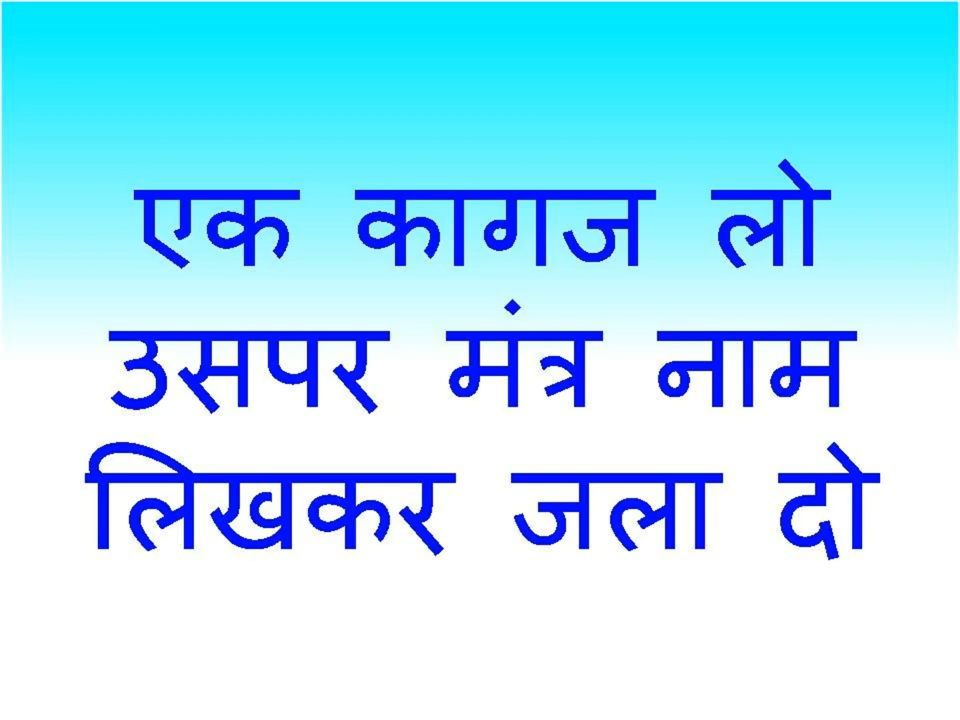 एक कागज लो
उसपर मंत्र नाम
लिखकर जला दो